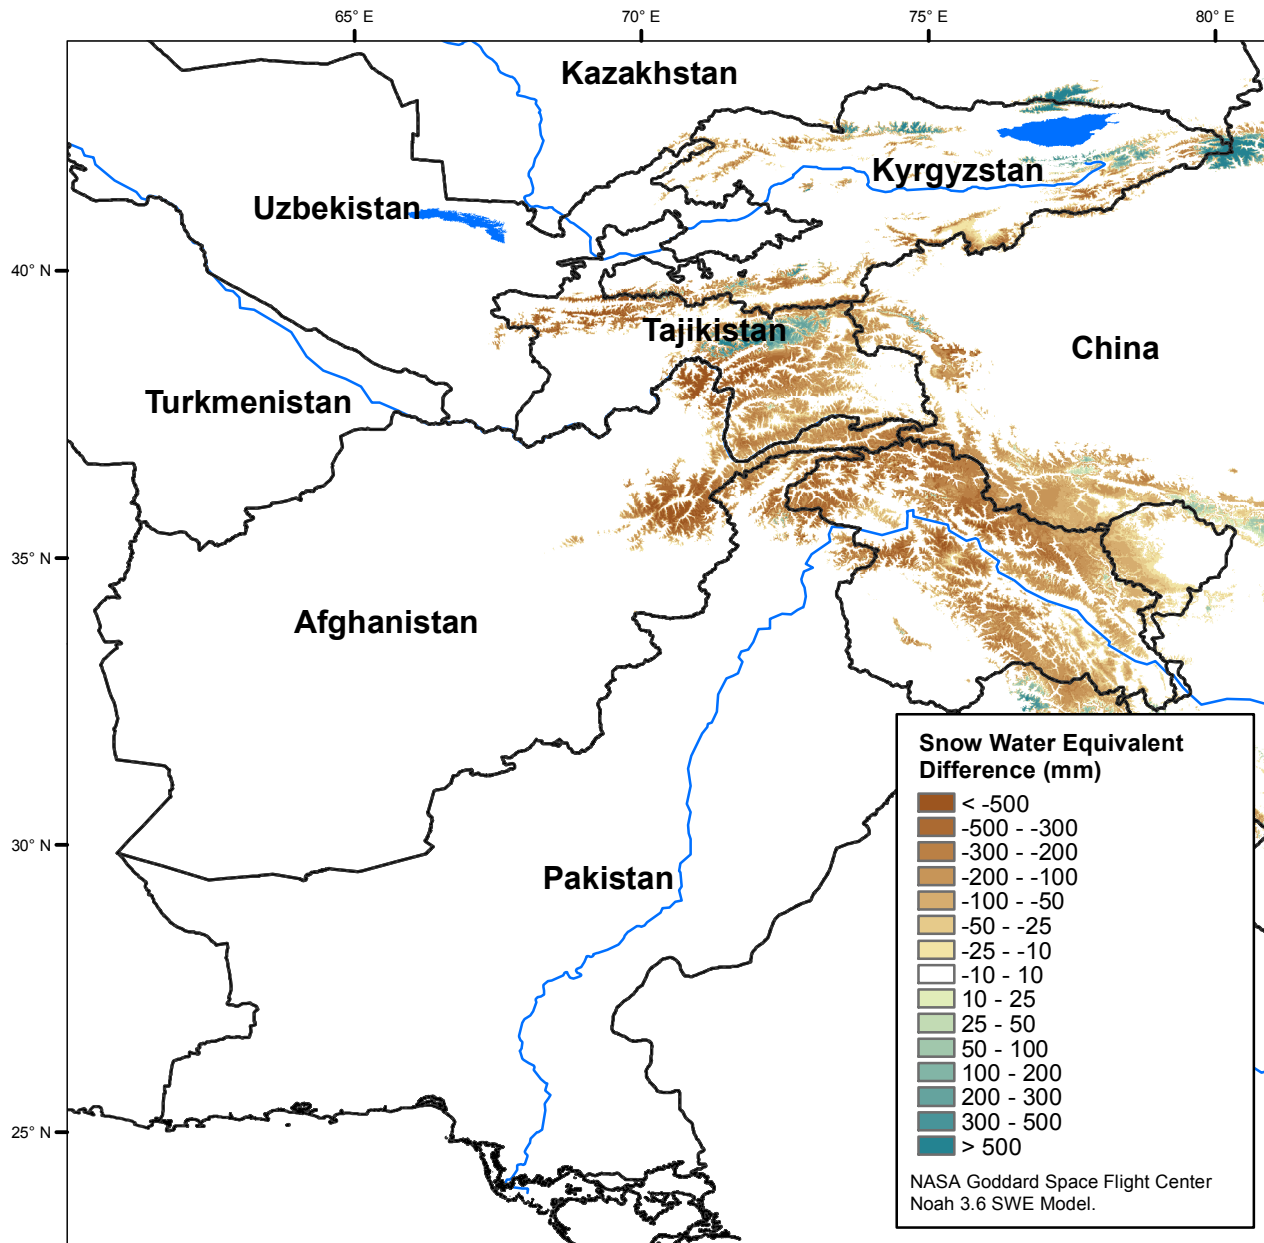 65° E
70° E
75° E
80° E
Kazakhstan
Kyrgyzstan
Uzbekistan
40° N
Tajikistan
China
Turkmenistan
35° N
Afghanistan
Snow Water Equivalent
Difference (mm)
< -500
-500 - -300
-300 - -200
-200 - -100
-100 - -50
-50 - -25
-25 - -10
-10 - 10
10 - 25
25 - 50
50 - 100
100 - 200
200 - 300
300 - 500
> 500
30° N
Pakistan
25° N
NASA Goddard Space Flight Center
Noah 3.6 SWE Model.